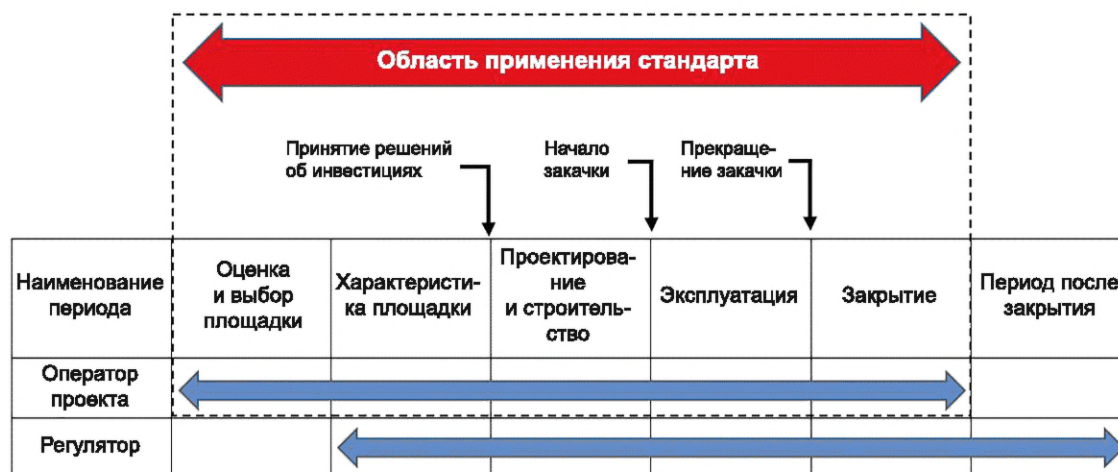 Область применения стандарта
Принятие решений
об инвестициях
Начало
закачки
Прекраще-
ние закачки
Наименование
периода
Оценка
и выбор
площадки
Характеристи-
ка площадки
Проектирова-
ние
и строитель-
ство
Эксплуатация
Закрытие
Период после
закрытия
Оператор
проекта
Регулятор